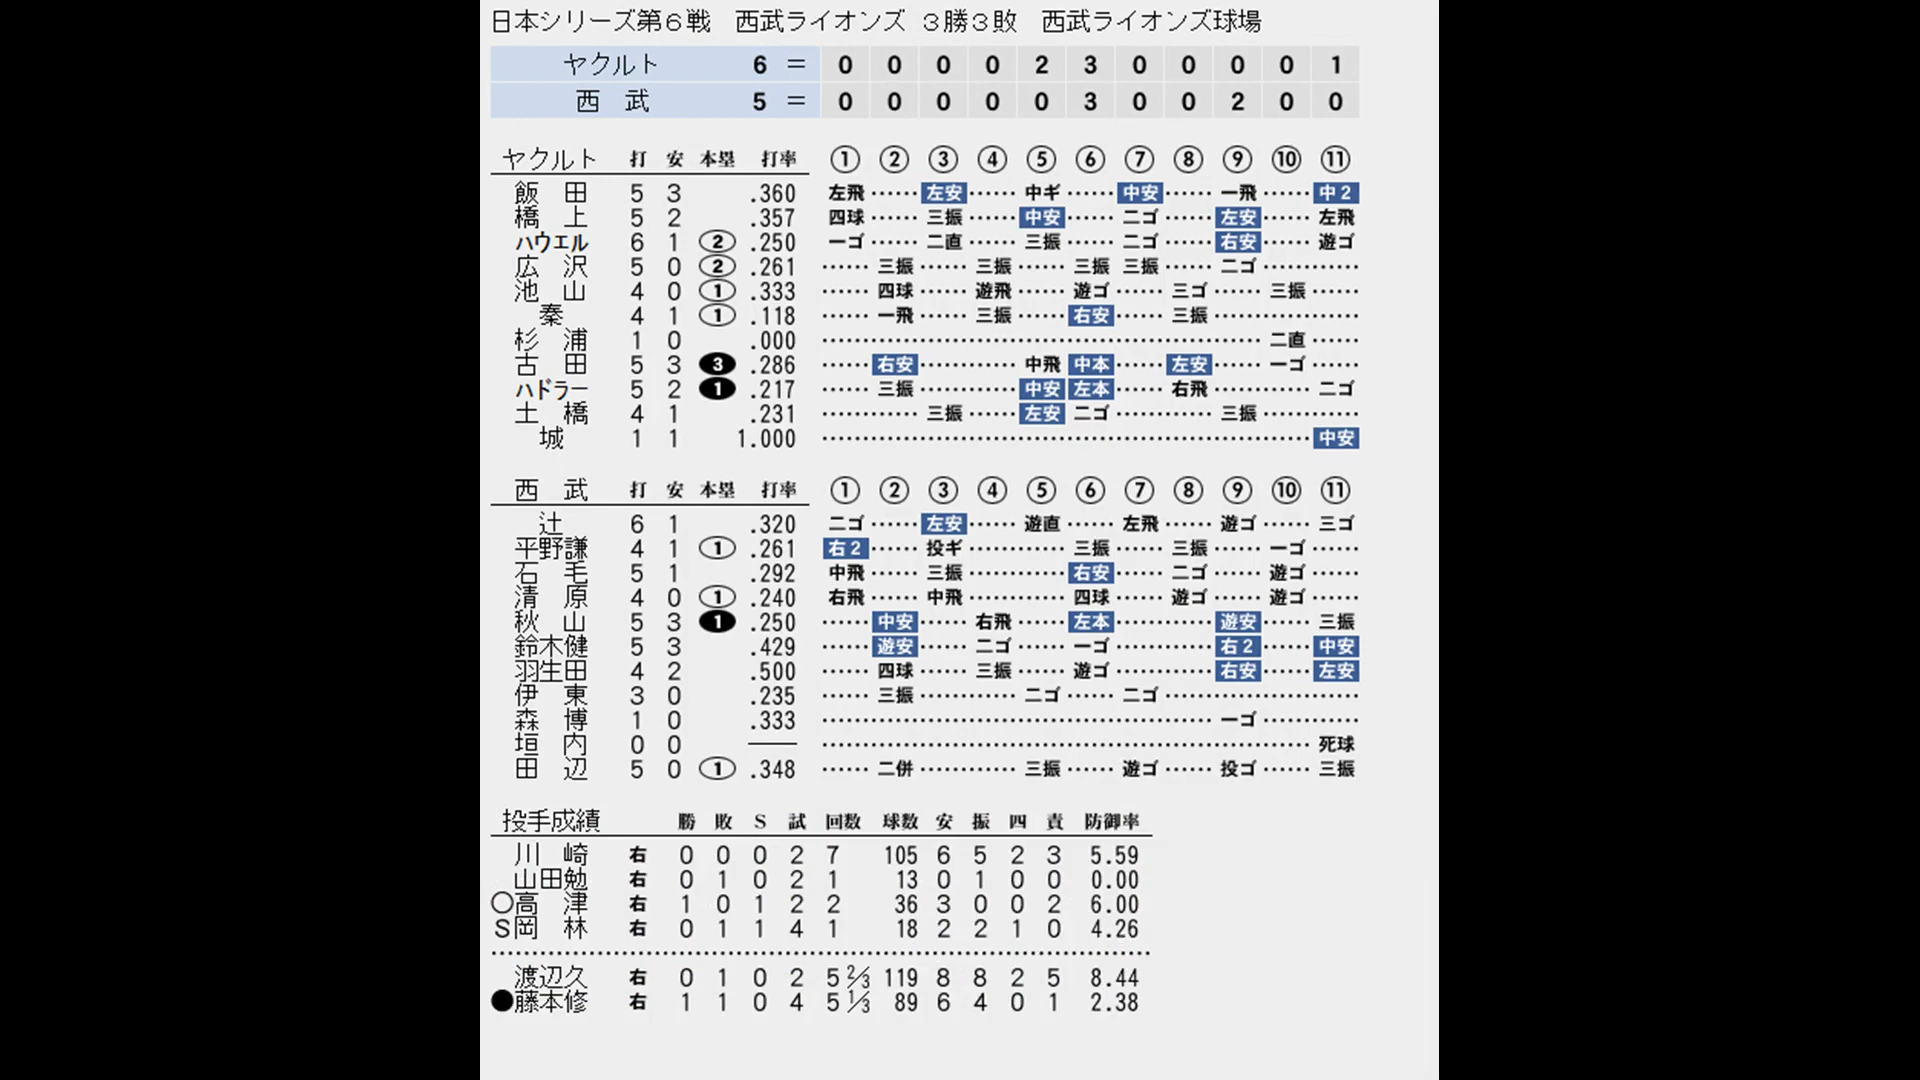 日本シリーズ第6戦 西武ライオンズ 3勝3敗 西武ライオンズ球場
ヤクルト 6 = 0 0 0 0 2 3 0 0 0 0 1
西 武 5 = 0 0 0 0 0 3 0 0 2 0 0
ヤクルト 打 安 本塁 打率 ① ② ③ ④ ⑤ ⑥ ⑦ ⑧ ⑨ ⑩ ⑪
飯 田 5 3 .360 左飛 …… 左安 …… 中ギ …… 中安 …… 一飛 …… 中2
橋 上 5 2 .357 四球 …… 三振 …… 中安 …… 二ゴ …… 左安 …… 左飛
ハウエル 6 1 ② .250 一ゴ …… 二直 …… 三振 …… 二ゴ …… 右安 …… 遊ゴ
広 沢 5 0 ② .261 …… 三振 …… 三振 …… 三振 三振 …… 二ゴ …………
池 山 4 0 ① .333 …… 四球 …… 遊飛 …… 遊ゴ …… 三ゴ …… 三振 ……
秦 4 1 ① .118 …… 一飛 …… 三振 …… 右安 …… 三振 ………………
杉 浦 1 0 .000 …………………………………………………… 二直 ……
古 田 5 3 ❸ .286 …… 右安 ………… 中飛 中本 …… 左安 …… 一ゴ ……
ハドラー 5 2 ❶ .217 …… 三振 ………… 中安 左本 …… 右飛 ………… 二ゴ
土 橋 4 1 .231 ………… 三振 …… 左安 二ゴ ………… 三振 …………
城 1 1 1.000 ………………………………………………………… 中安
西 武 打 安 本塁 打率 ① ② ③ ④ ⑤ ⑥ ⑦ ⑧ ⑨ ⑩ ⑪
辻 6 1 .320 二ゴ …… 左安 …… 遊直 …… 左飛 …… 遊ゴ …… 三ゴ
平野謙 4 1 ① .261 右2 …… 投ギ ………… 三振 …… 三振 …… 一ゴ ……
石 毛 5 1 .292 中飛 …… 三振 ………… 右安 …… 二ゴ …… 遊ゴ ……
清 原 4 0 ① .240 右飛 …… 中飛 ………… 四球 …… 遊ゴ …… 遊ゴ ……
秋 山 5 3 ❶ .250 …… 中安 …… 右飛 …… 左本 ………… 遊安 …… 三振
鈴木健 5 3 .429 …… 遊安 …… 二ゴ …… 一ゴ ………… 右2 …… 中安
羽生田 4 2 .500 …… 四球 …… 三振 …… 遊ゴ ………… 右安 …… 左安
伊 東 3 0 .235 …… 三振 ………… 二ゴ …… 二ゴ ……………………
森 博 1 0 .333 ……………………………………………… 一ゴ …………
垣 内 0 0 —— ………………………………………………………… 死球
田 辺 5 0 ① .348 …… 二併 ………… 三振 …… 遊ゴ …… 投ゴ …… 三振
投手成績 勝 敗 S 試 回数 球数 安 振 四 責 防御率
川 崎 右 0 0 0 2 7 105 6 5 2 3 5.59
山田勉 右 0 1 0 2 1 13 0 1 0 0 0.00
○高 津 右 1 0 1 2 2 36 3 0 0 2 6.00
S岡 林 右 0 1 1 4 1 18 2 2 1 0 4.26
渡辺久 右 0 1 0 2 5 2/3 119 8 8 2 5 8.44
●藤本修 右 1 1 0 4 5 1/3 89 6 4 0 1 2.38